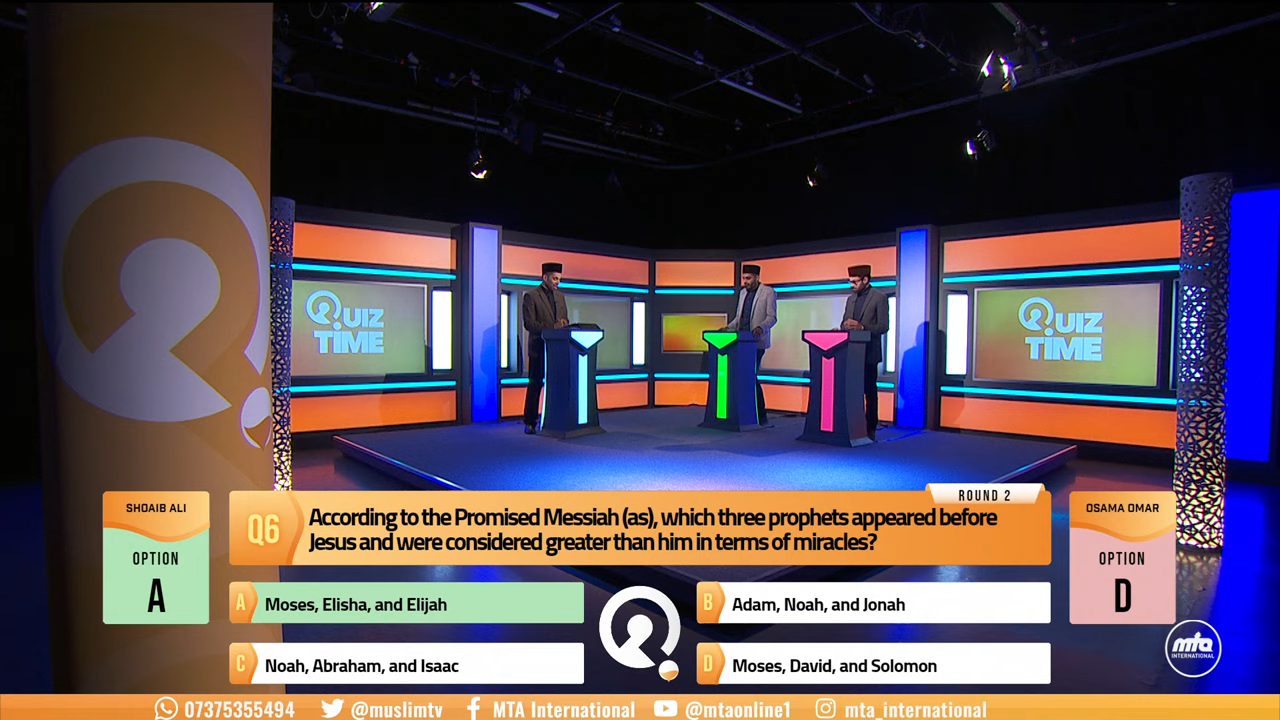 QUIZ
TIME
QUIZ
TIME
ROUND 2
SHOAIB ALI
OPTION
A
Q6
According to the Promised Messiah (as), which three prophets appeared before
Jesus and were considered greater than him in terms of miracles?
OSAMA OMAR
OPTION
D
A Moses, Elisha, and Elijah
B Adam, Noah, and Jonah
C Noah, Abraham, and Isaac
D Moses, David, and Solomon
mta
INTERNATIONAL
07375355494 @muslimtv MTA International @mtaonline1 mta_international